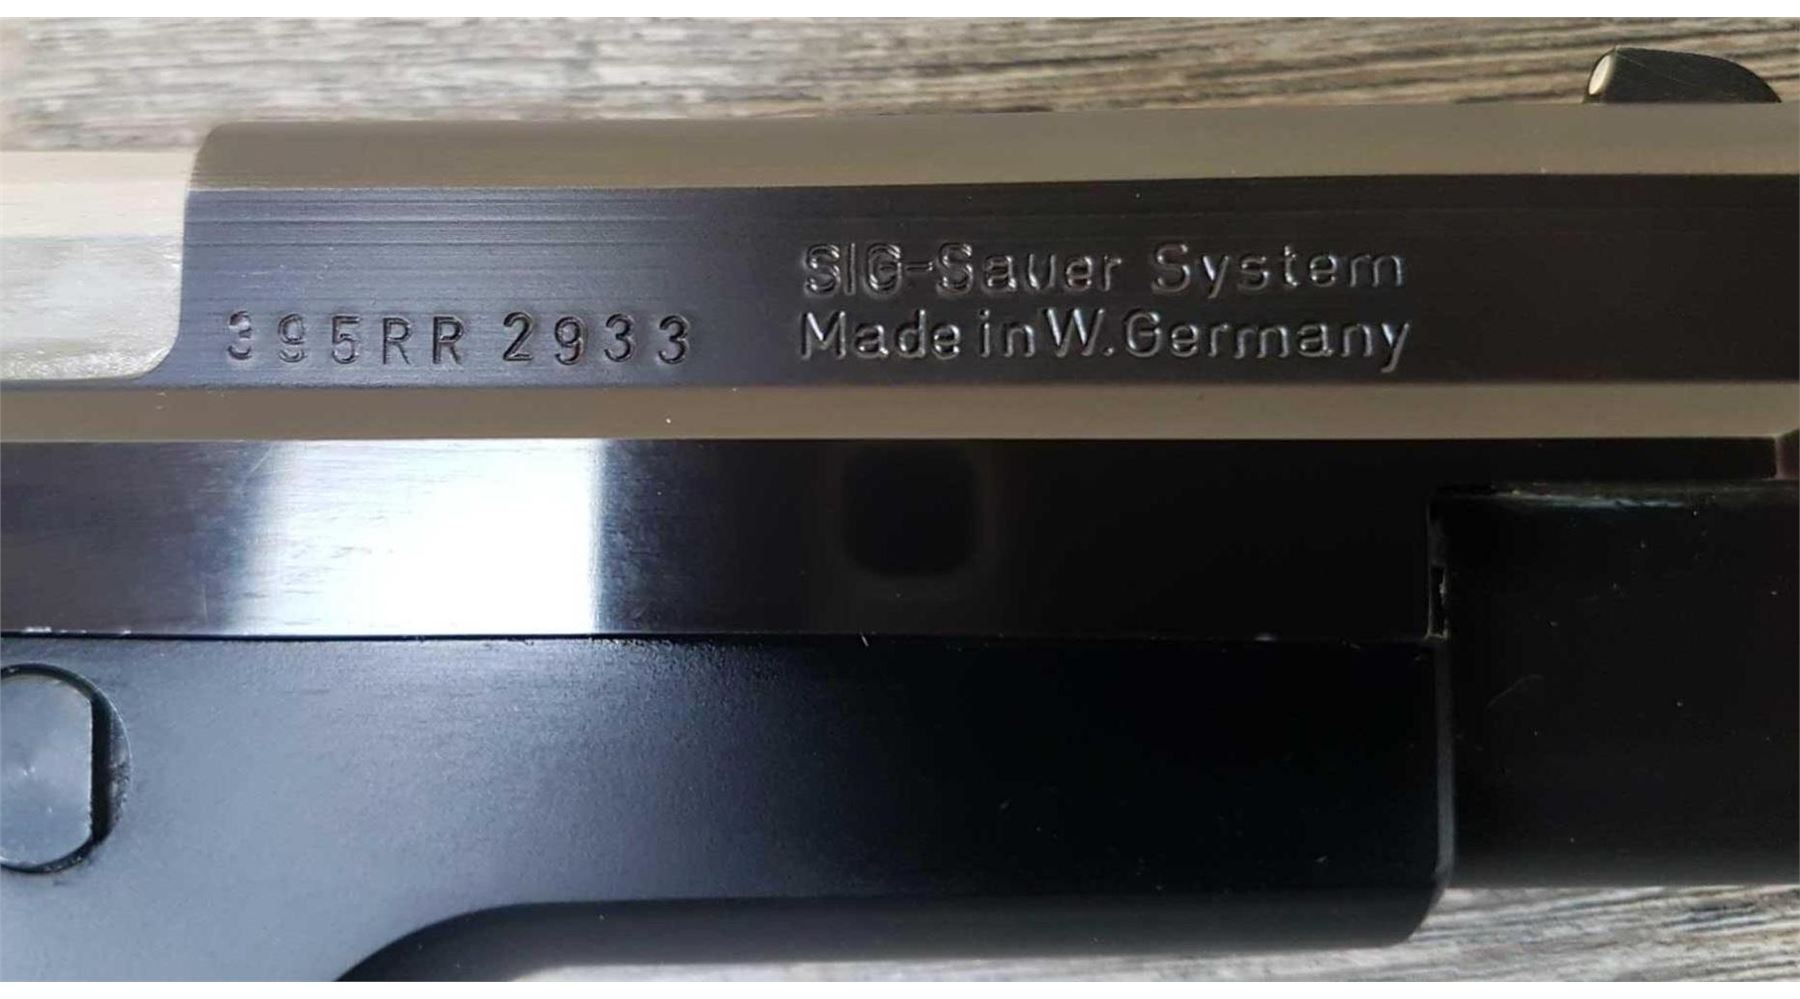 SIG-Sauer System
395RR 2933 Made in W. Germany